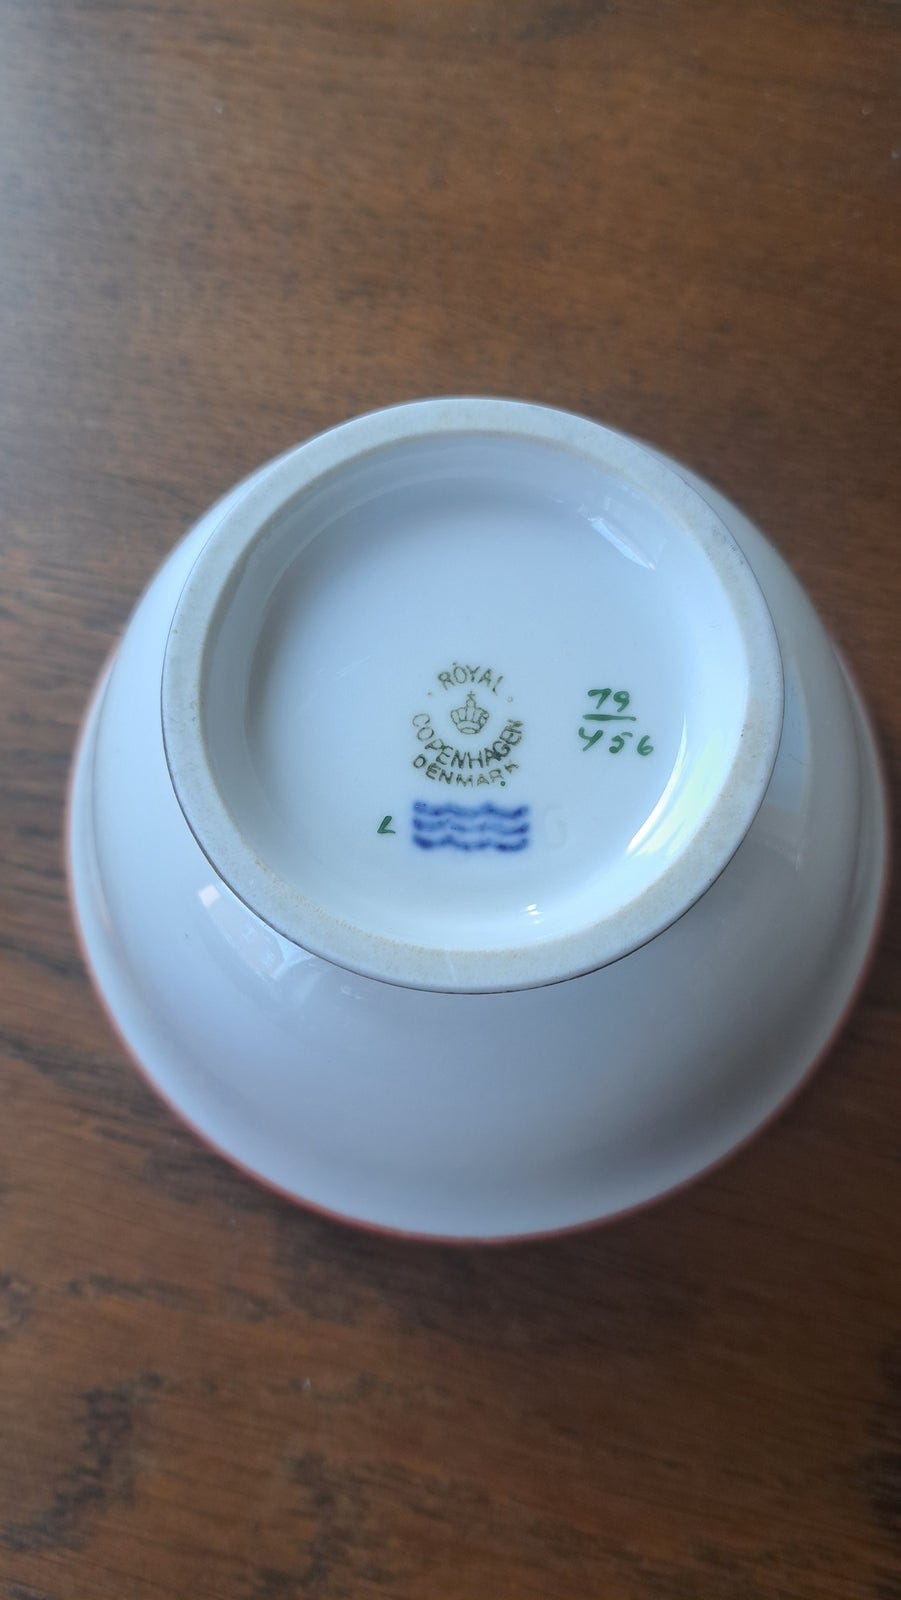 ROYAL
COPENHAGEN
DENMARK
79
456
L